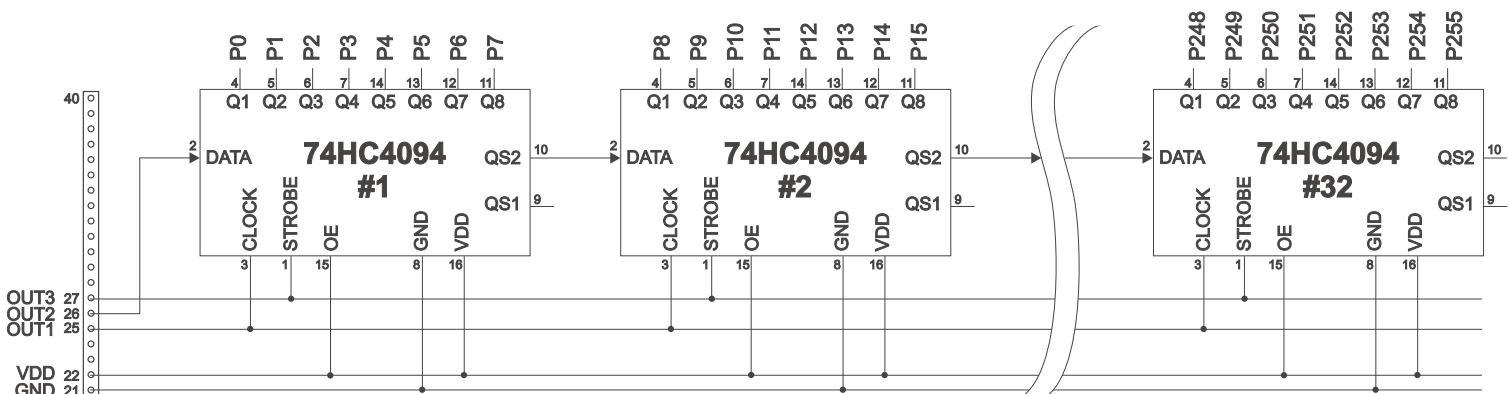 P0 P1 P2 P3 P4 P5 P6 P7 P8 P9 P10 P11 P12 P13 P14 P15 P248 P249 P250 P251 P252 P253 P254 P255
4 5 6 7 14 13 12 11 4 5 6 7 14 13 12 11 4 5 6 7 14 13 12 11
40 Q1 Q2 Q3 Q4 Q5 Q6 Q7 Q8 Q1 Q2 Q3 Q4 Q5 Q6 Q7 Q8 Q1 Q2 Q3 Q4 Q5 Q6 Q7 Q8
2 DATA 74HC4094 QS2 10 2 DATA 74HC4094 QS2 10 2 DATA 74HC4094 QS2 10
#1 #2 #32
QS1 9 QS1 9 QS1 9
CLOCK STROBE OE GND VDD CLOCK STROBE OE GND VDD CLOCK STROBE OE GND VDD
3 1 15 8 16 3 1 15 8 16 3 1 15 8 16
OUT3 27
OUT2 26
OUT1 25
VDD 22
GND 21